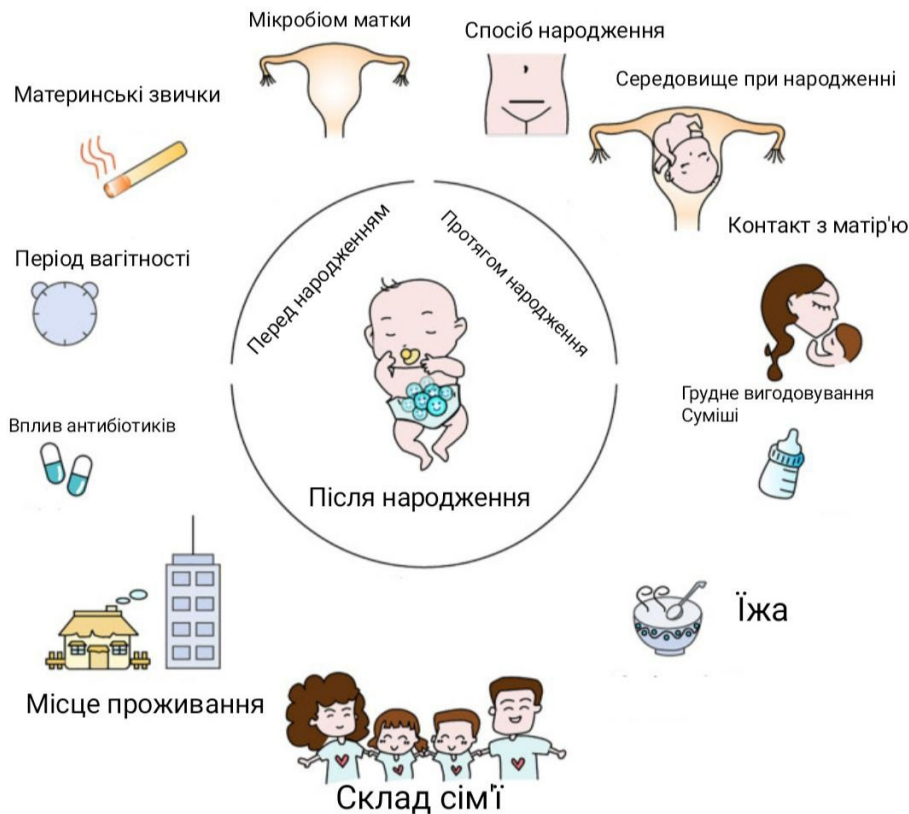 Мікробіом матки
Спосіб народження
Середовище при народженні
Материнські звички
Контакт з матір'ю
Період вагітності
Перед народженням
Протягом народження
Грудне вигодовування
Суміші
Вплив антибіотиків
Після народження
Їжа
Місце проживання
Склад сім'ї